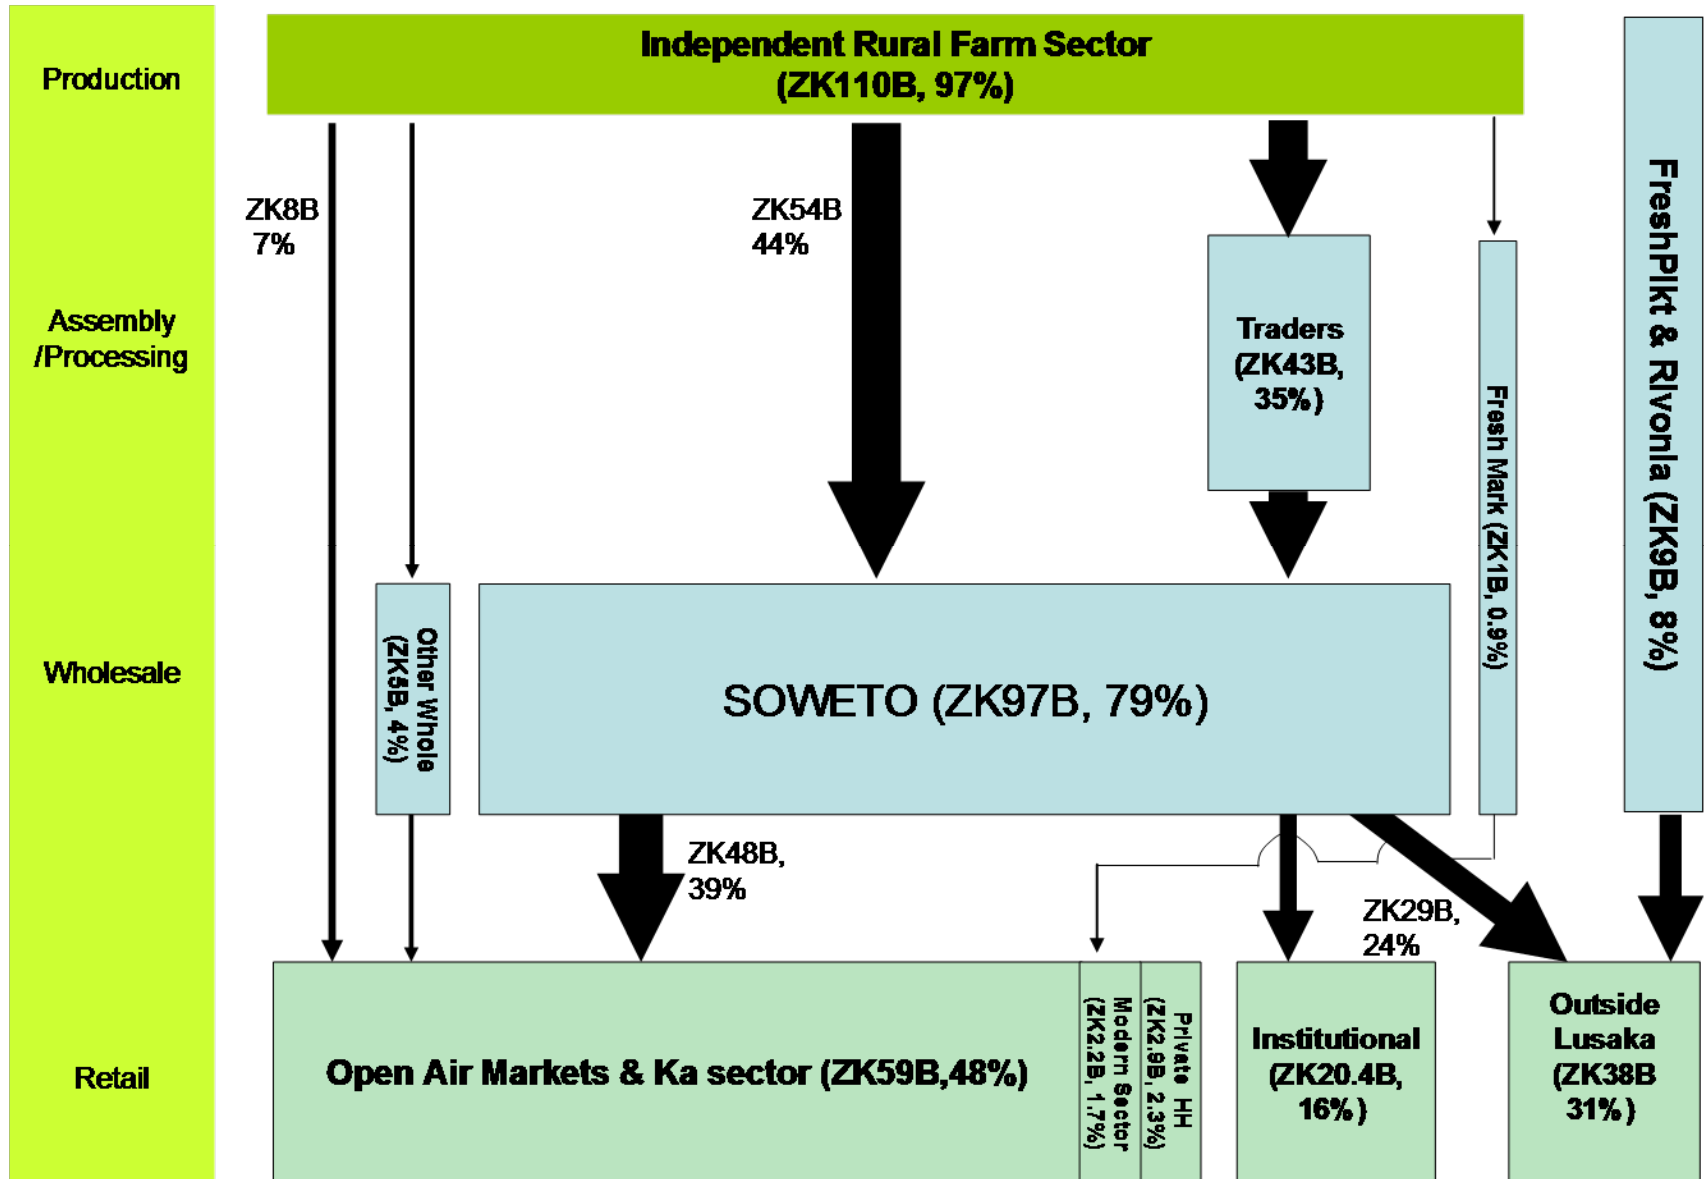 Production
Independent Rural Farm Sector
(ZK110B, 97%)
ZK8B
7%
ZK54B
44%
Assembly
/Processing
Traders
(ZK43B,
35%)
Fresh Mark (ZK1B, 0.9%)
FreshPlkt & Rivonia (ZK9B, 8%)
Wholesale
Other Whole
(ZK5B, 4%)
SOWETO (ZK97B, 79%)
ZK48B,
39%
ZK29B,
24%
Retail
Open Air Markets & Ka sector (ZK59B,48%)
Modern Sector
(ZK2.2B, 1.7%)
Private HH
(ZK2.9B, 2.3%)
Institutional
(ZK20.4B,
16%)
Outside
Lusaka
(ZK38B
31%)